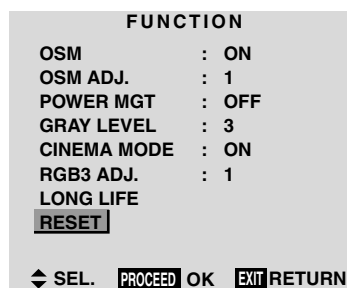 FUNCTION
OSM : ON
OSM ADJ. : 1
POWER MGT : OFF
GRAY LEVEL : 3
CINEMA MODE : ON
RGB3 ADJ. : 1
LONG LIFE
RESET
SEL. PROCEED OK EXIT RETURN